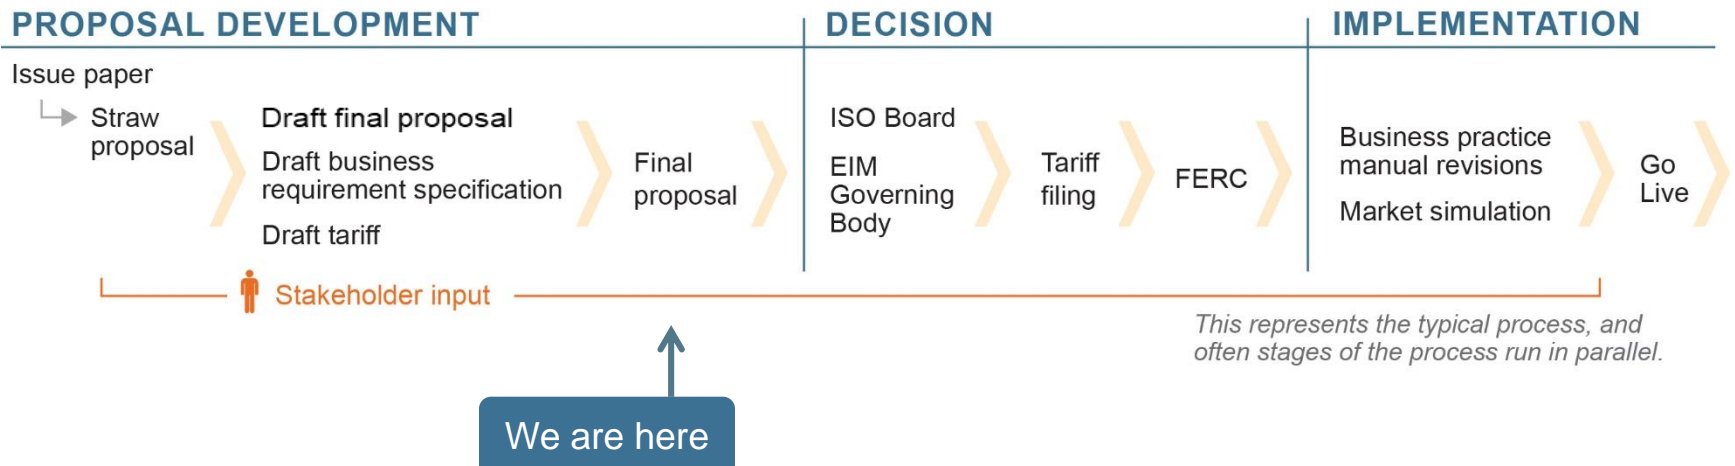 PROPOSAL DEVELOPMENT
DECISION
IMPLEMENTATION
Issue paper
Straw
proposal
Draft final proposal
Draft business
requirement specification
Draft tariff
Final
proposal
ISO Board
EIM
Governing
Body
Tariff
filing
FERC
Business practice
manual revisions
Market simulation
Go
Live
Stakeholder input
This represents the typical process, and
often stages of the process run in parallel.
We are here